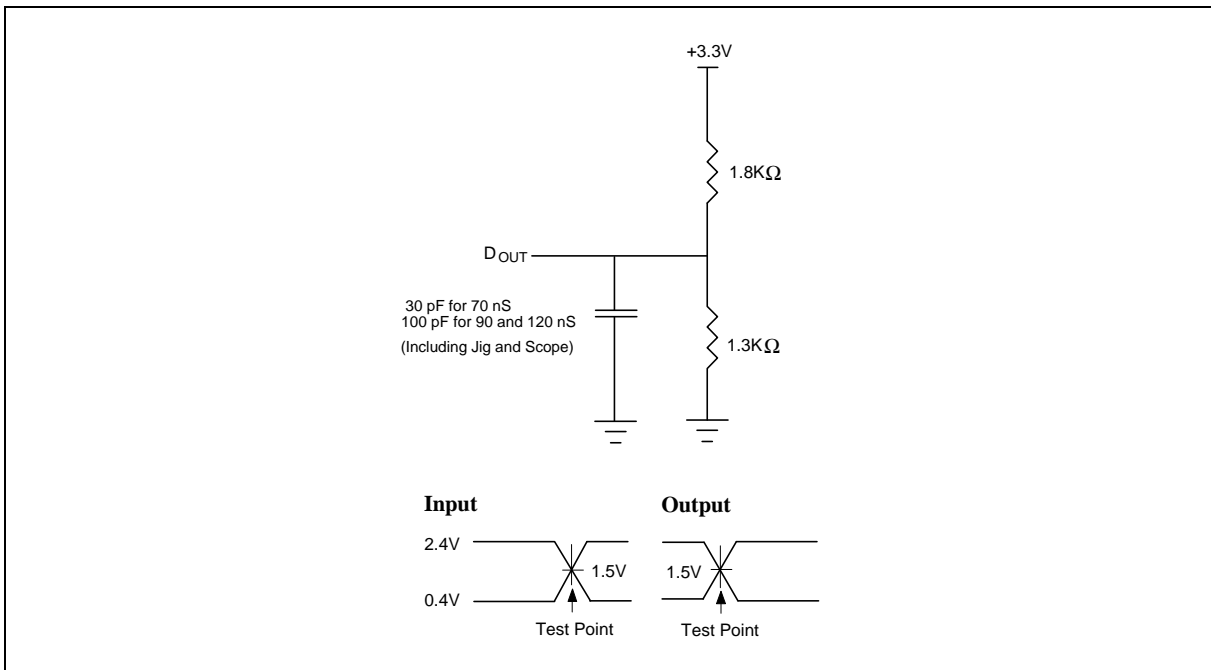 +3.3V
1.8KΩ
DOUT
30 pF for 70 nS
100 pF for 90 and 120 nS
(Including Jig and Scope)
1.3KΩ
Input
Output
2.4V
1.5V
1.5V
0.4V
Test Point
Test Point